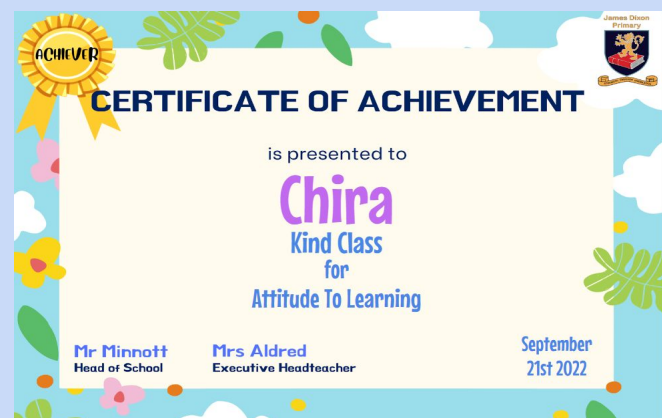 ACHIEVER
James Dixon
Primary
CERTIFICATE OF ACHIEVEMENT
is presented to
Chira
Kind Class
for
Attitude To Learning
Mr Minnott
Head of School
Mrs Aldred
Executive Headteacher
September
21st 2022